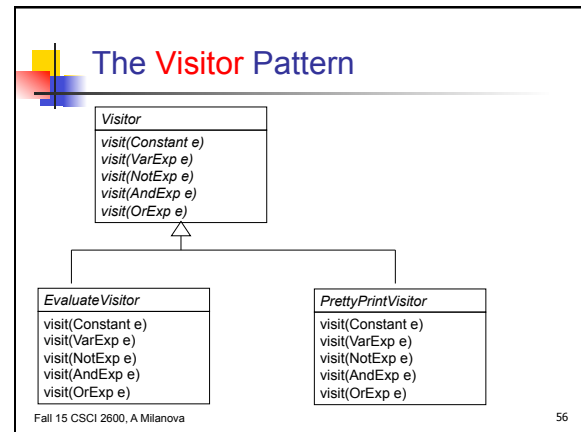 The Visitor Pattern
Visitor
visit(Constant e)
visit(VarExp e)
visit(NotExp e)
visit(AndExp e)
visit(OrExp e)
EvaluateVisitor
visit(Constant e)
visit(VarExp e)
visit(NotExp e)
visit(AndExp e)
visit(OrExp e)
PrettyPrintVisitor
visit(Constant e)
visit(VarExp e)
visit(NotExp e)
visit(AndExp e)
visit(OrExp e)
Fall 15 CSCI 2600, A Milanova
56